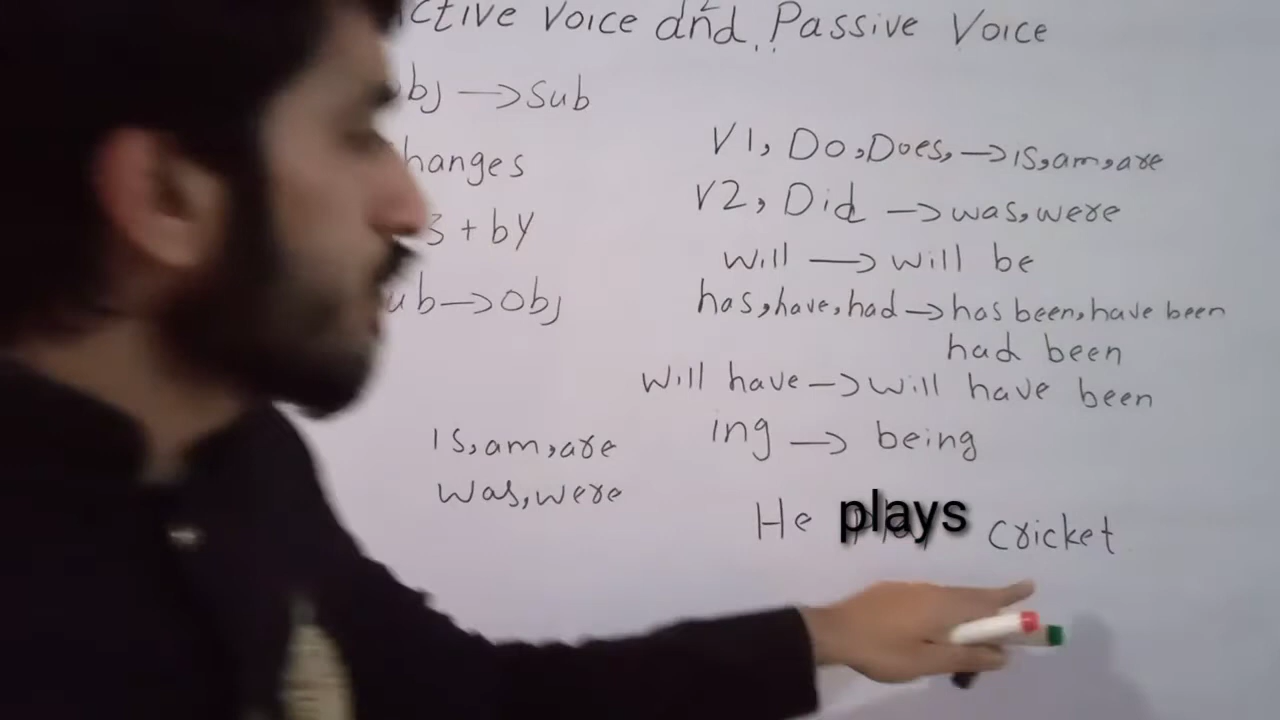 ctive Voice and Passive Voice
bj → Sub
hanges
3 + by
ub → Obj
is, am, are
was, were
V1, Do, Does, → is, am, are
V2, Did → was, were
will → will be
has, have, had → has been, have been
had been
Will have → will have been
ing → being
He plays cricket